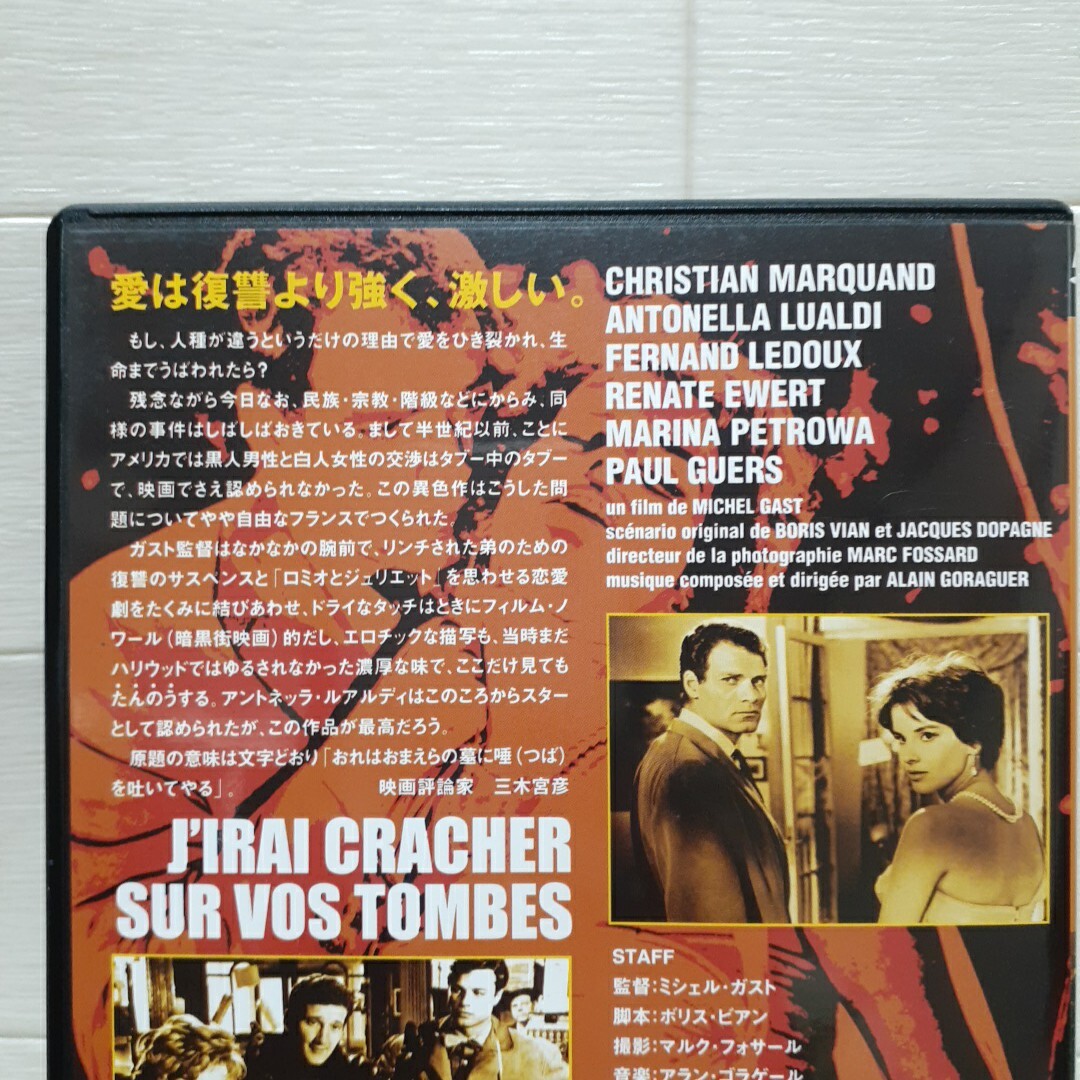 愛は復讐より強く、激しい。
もし、人種が違うというだけの理由で愛をひき裂かれ、生
命までうばわれたら?
残念ながら今日なお、民族・宗教・階級などにからみ、同
様の事件はしばしばおきている。まして半世紀以前、ことに
アメリカでは黒人男性と白人女性の交渉はタブー中のタブー
で、映画でさえ認められなかった。この異色作はこうした問
題についてやや自由なフランスでつくられた。
ガスト監督はなかなかの腕前で、リンチされた弟のための
復讐のサスペンスと「ロミオとジュリエット」を思わせる恋愛
劇をたくみに結びあわせ、ドライなタッチはときにフィルム・ノ
ワール(暗黒街映画)的だし、エロチックな描写も、当時まだ
ハリウッドではゆるされなかった濃厚な味で、ここだけ見ても
たんのうする。アントネッラ・ルアルディはこのころからスター
として認められたが、この作品が最高だろう。
原題の意味は文字どおり「おれはおまえらの墓に唾(つば)
を吐いてやる」。
映画評論家 三木宮彦
J'IRAI CRACHER
SUR VOS TOMBES
CHRISTIAN MARQUAND
ANTONELLA LUALDI
FERNAND LEDOUX
RENATE EWERT
MARINA PETROWA
PAUL GUERS
un film de MICHEL GAST
scénario original de BORIS VIAN et JACQUES DOPAGNE
directeur de la photographie MARC FOSSARD
musique composée et dirigée par ALAIN GORAGUER
STAFF
監督:ミシェル・ガスト
脚本:ボリス・ビアン
撮影:マルク・フォサール
音楽:アラン・ゴラゲール